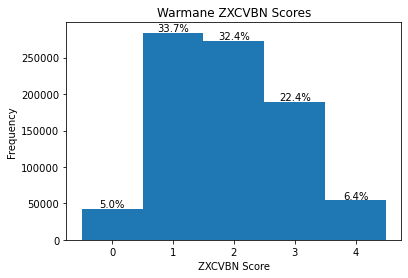 Warmane ZXCVBN Scores
33.7%
32.4%
22.4%
5.0%
6.4%
250000
200000
150000
100000
50000
0
Frequency
0 1 2 3 4
ZXCVBN Score